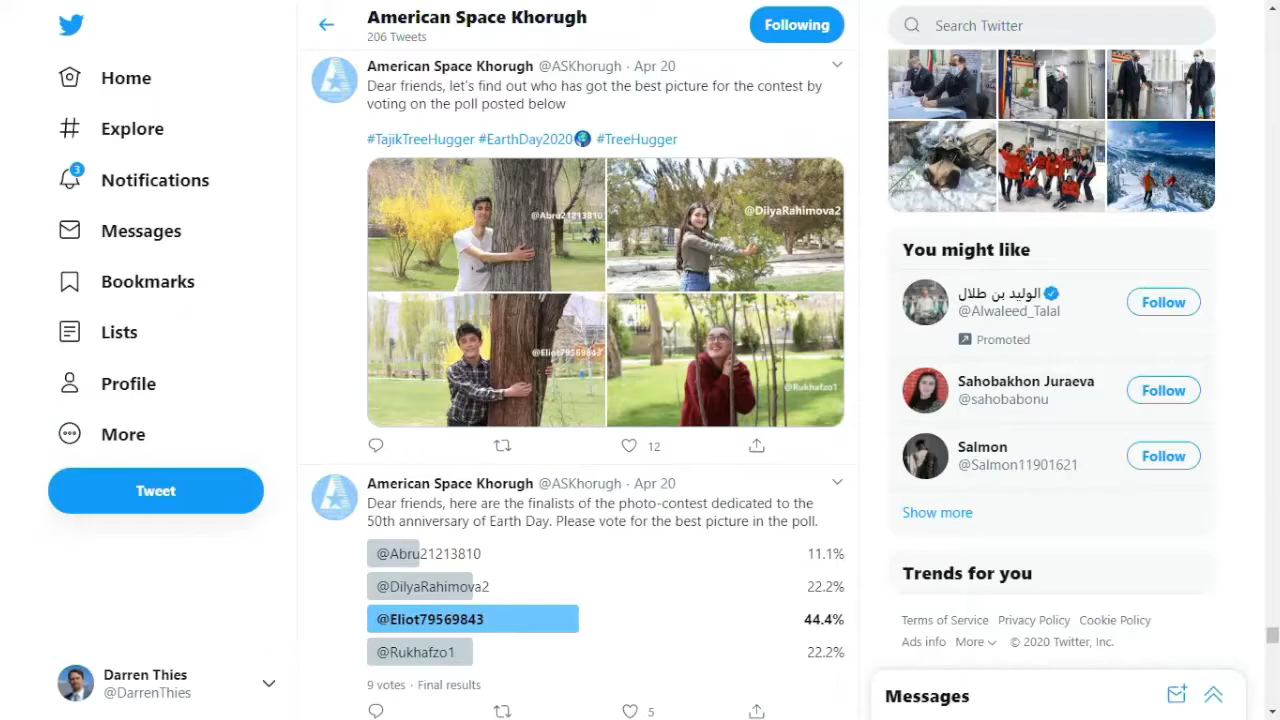 Home
Explore
3
Notifications
Messages
Bookmarks
Lists
Profile
More
Tweet
Darren Thies
@DarrenThies
American Space Khorugh
206 Tweets
Following
American Space Khorugh @ASKhorugh · Apr 20
Dear friends, let's find out who has got the best picture for the contest by
voting on the poll posted below
#TajikTreeHugger #EarthDay2020 #TreeHugger
@Abru21213810
@DilyaRahimova2
@Eliot79569843
@Rukhafzo1
12
American Space Khorugh @ASKhorugh · Apr 20
Dear friends, here are the finalists of the photo-contest dedicated to the
50th anniversary of Earth Day. Please vote for the best picture in the poll.
@Abru21213810 11.1%
@DilyaRahimova2 22.2%
@Eliot79569843 44.4%
@Rukhafzo1 22.2%
9 votes · Final results
5
Search Twitter
You might like
الوليد بن طلال
@Alwaleed_Talal
Follow
Promoted
Sahobakhon Juraeva
@sahobabonu
Follow
Salmon
@Salmon11901621
Follow
Show more
Trends for you
Terms of Service Privacy Policy Cookie Policy
Ads info More © 2020 Twitter, Inc.
Messages